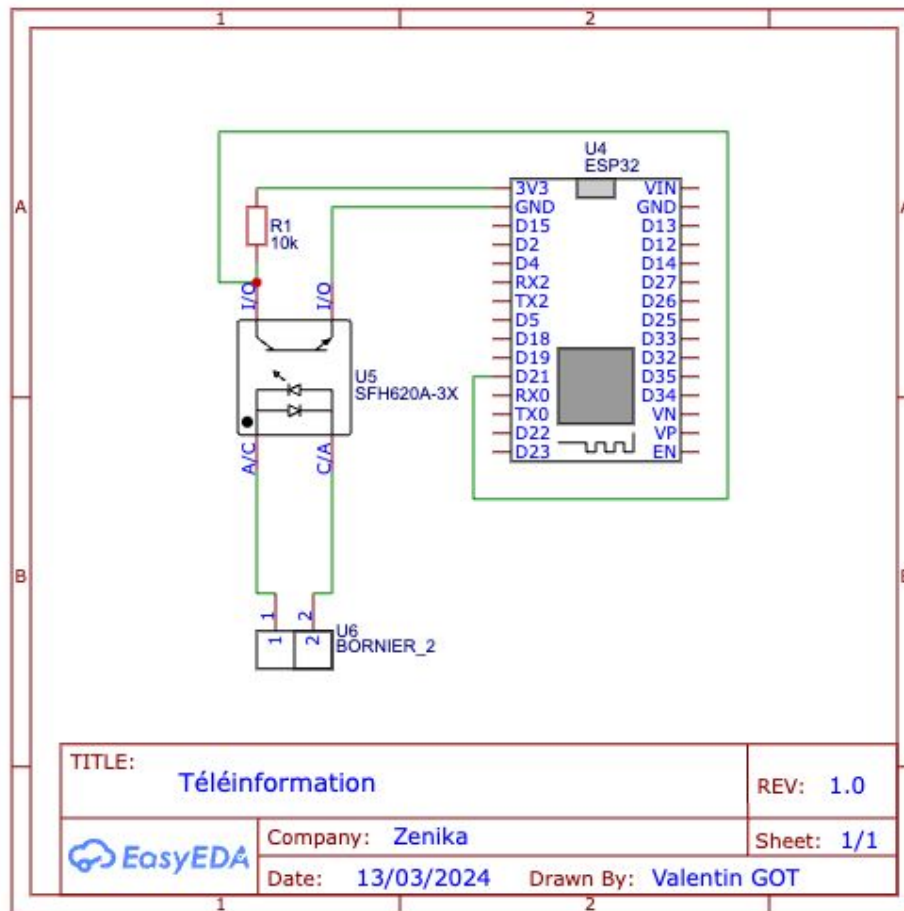 1
2
A
A
U4
ESP32
3V3
VIN
GND
GND
D15
D13
D2
D12
D4
D14
RX2
D27
TX2
D26
D5
D25
D18
D33
D19
D32
D21
D35
RX0
D34
TX0
VN
D22
VP
D23
EN
R1
10k
I/O
I/O
U5
SFH620A-3X
A/C
C/A
B
B
1
2
1
2
U6
BORNIER_2
TITLE:
Téléinformation
REV: 1.0
EasyEDA
Company: Zenika
Sheet: 1/1
Date: 13/03/2024
Drawn By: Valentin GOT
1
2